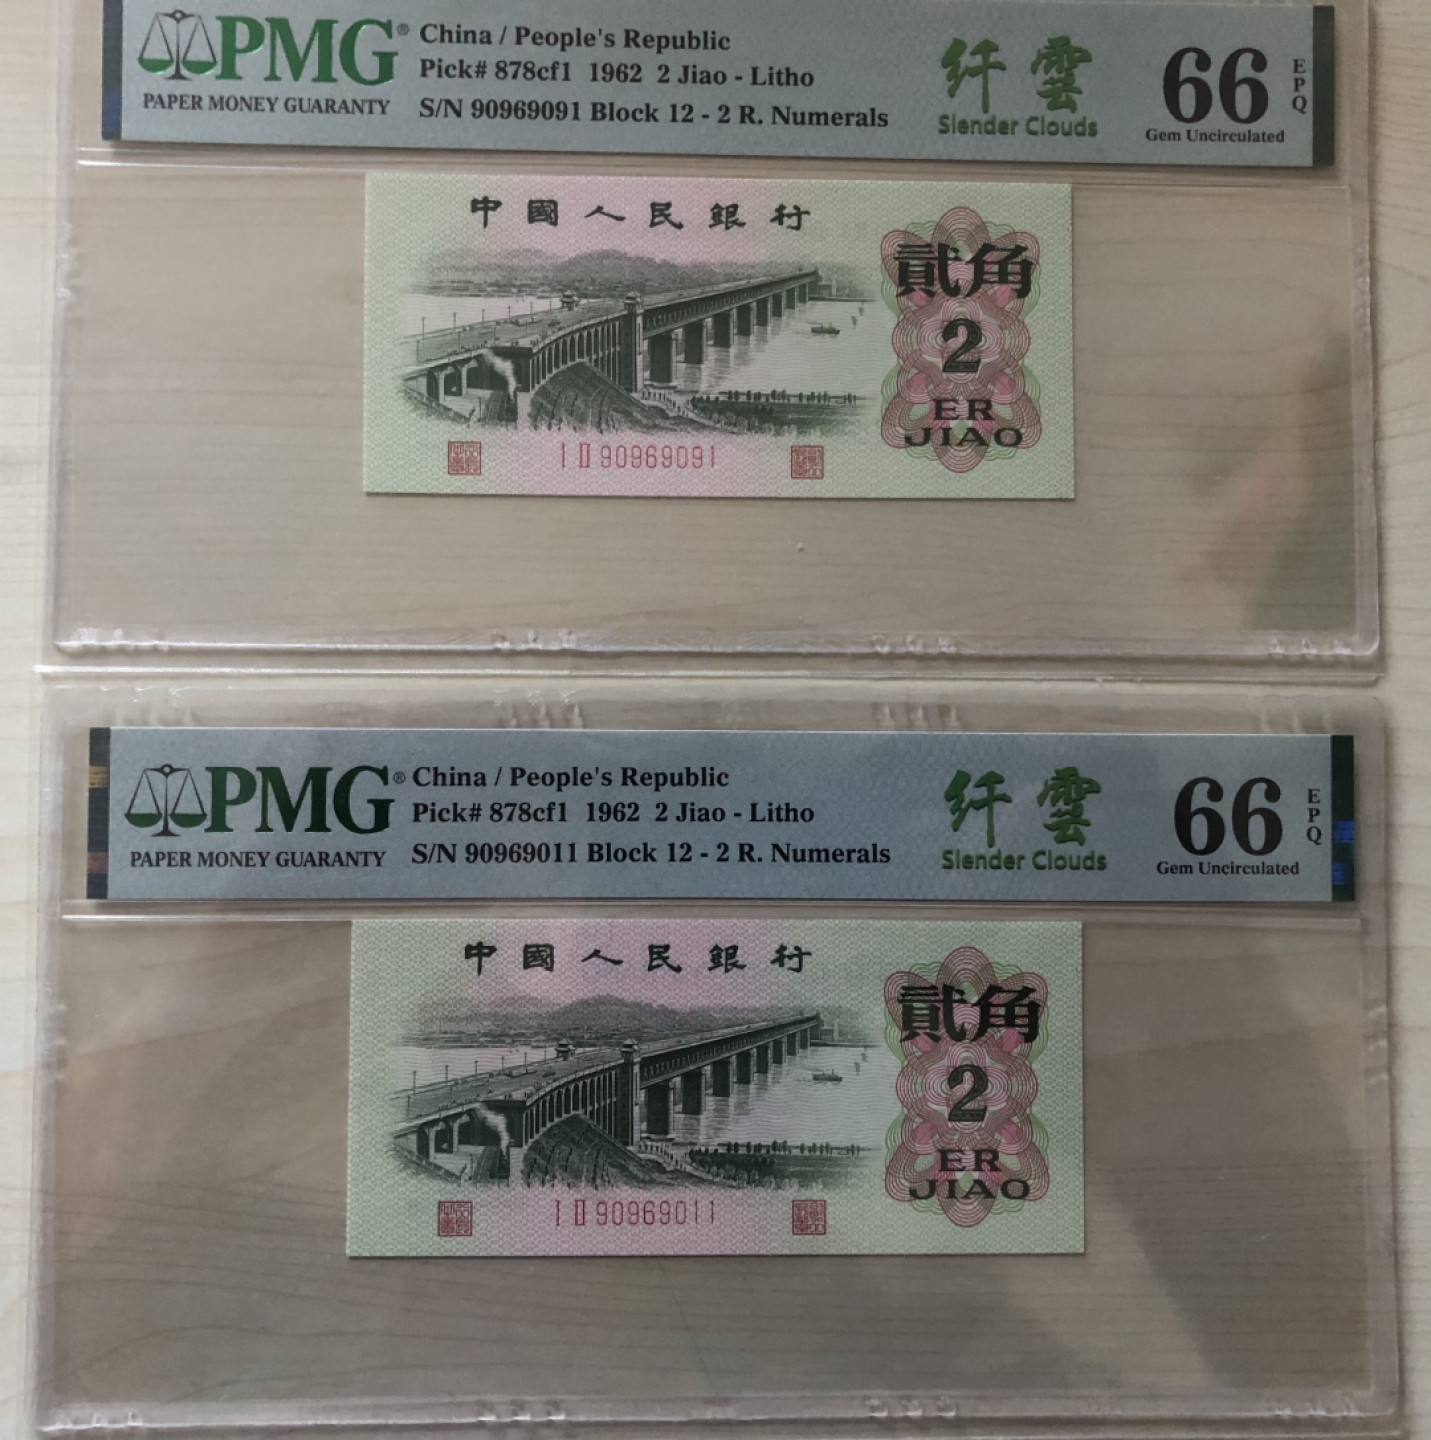 PMG® China / People's Republic
Pick# 878cf1 1962 2 Jiao - Litho
PAPER MONEY GUARANTY S/N 90969091 Block 12 - 2 R. Numerals
纤雲
Slender Clouds
66 EPQ
Gem Uncirculated
中國人民銀行
貳角
2
ER
JIAO
I II 90969091
PMG® China / People's Republic
Pick# 878cf1 1962 2 Jiao - Litho
PAPER MONEY GUARANTY S/N 90969011 Block 12 - 2 R. Numerals
纤雲
Slender Clouds
66 EPQ
Gem Uncirculated
中國人民銀行
貳角
2
ER
JIAO
I II 90969011